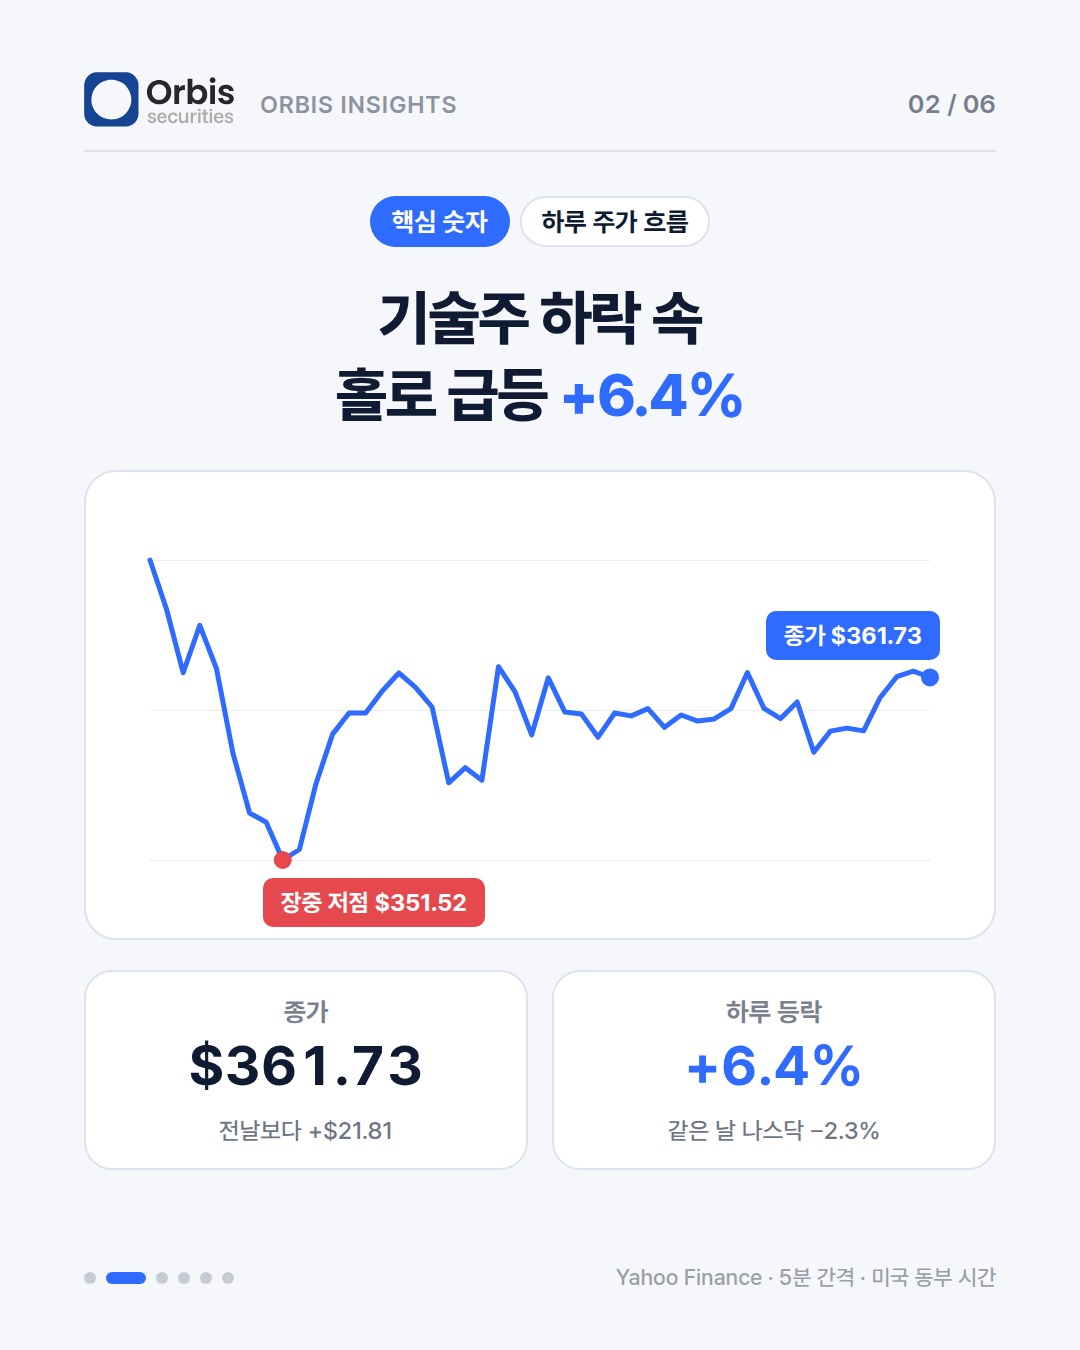 Orbis
securities
ORBIS INSIGHTS
02 / 06
핵심 숫자
하루 주가 흐름
기술주 하락 속
홀로 급등 +6.4%
종가 $361.73
장중 저점 $351.52
종가
$361.73
전날보다 +$21.81
하루 등락
+6.4%
같은 날 나스닥 −2.3%
Yahoo Finance · 5분 간격 · 미국 동부 시간